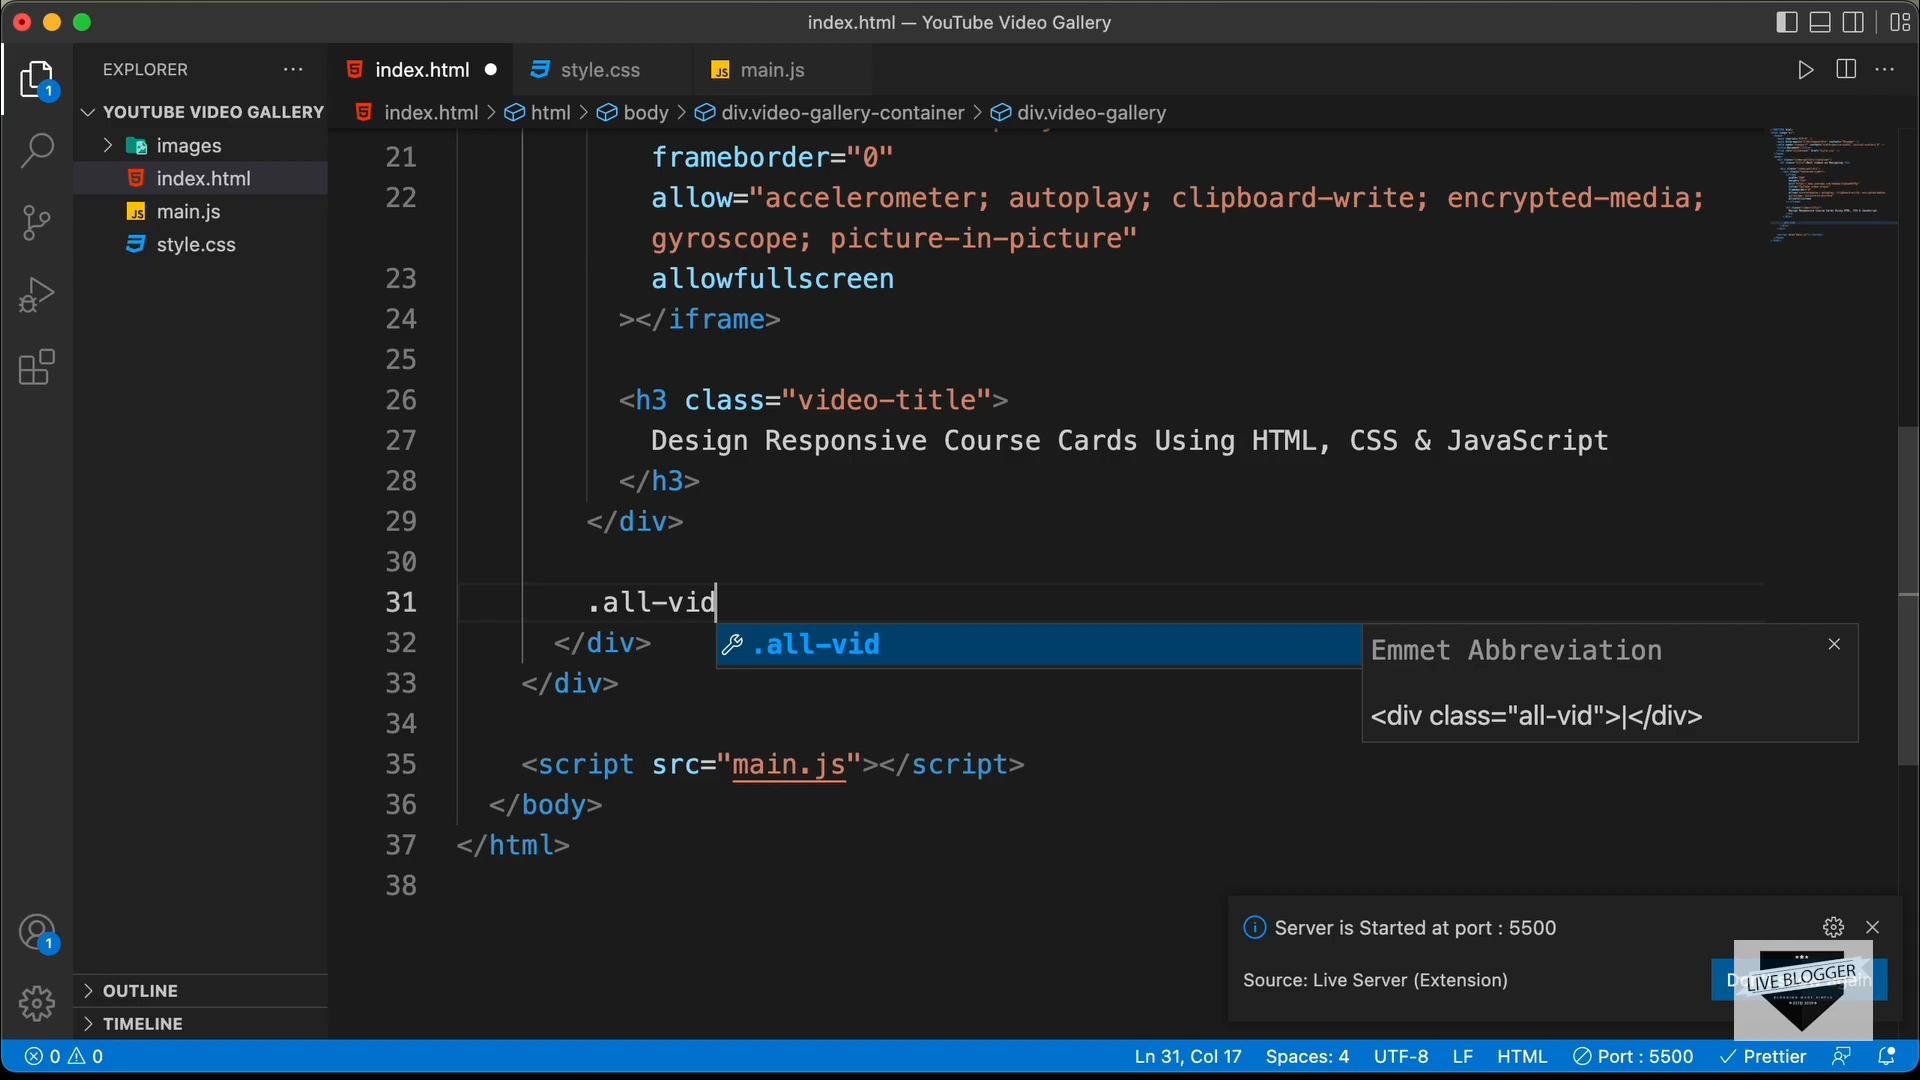 index.html — YouTube Video Gallery
EXPLORER
index.html
style.css
JS main.js
1
YOUTUBE VIDEO GALLERY
index.html > html > body > div.video-gallery-container > div.video-gallery
images
index.html
JS main.js
style.css
21 frameborder="0"
22 allow="accelerometer; autoplay; clipboard-write; encrypted-media;
gyroscope; picture-in-picture"
23 allowfullscreen
24 ></iframe>
25
26 <h3 class="video-title">
27 Design Responsive Course Cards Using HTML, CSS & JavaScript
28 </h3>
29 </div>
30
31 .all-vid
.all-vid
Emmet Abbreviation
<div class="all-vid">|</div>
32 </div>
33 </div>
34
35 <script src="main.js"></script>
36 </body>
37 </html>
38
1
Server is Started at port : 5500
Source: Live Server (Extension)
LIVE BLOGGER
OUTLINE
TIMELINE
0 0
Ln 31, Col 17 Spaces: 4 UTF-8 LF HTML Port : 5500 Prettier